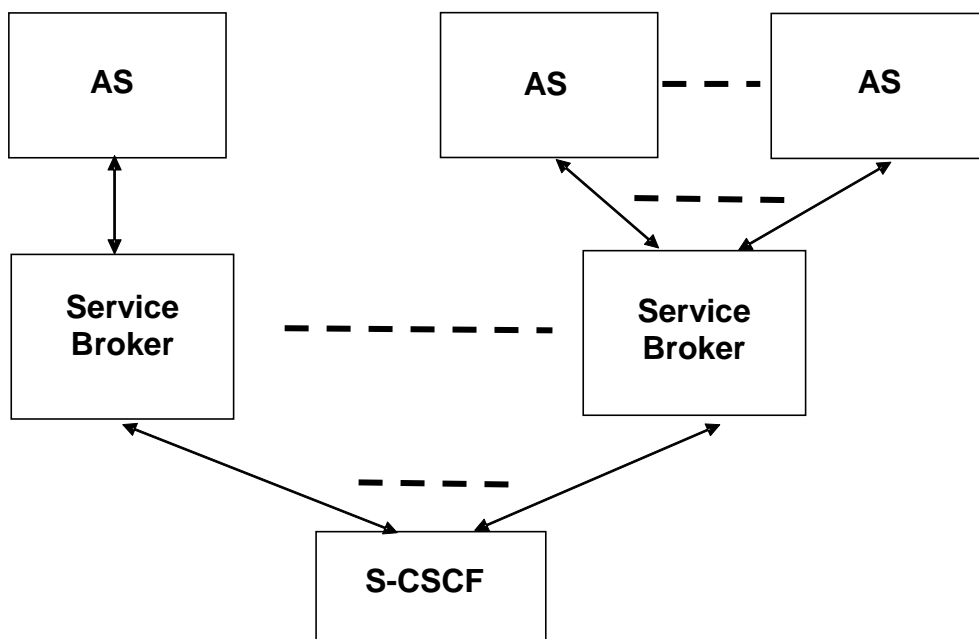 AS
AS
AS
Service
Broker
Service
Broker
S-CSCF